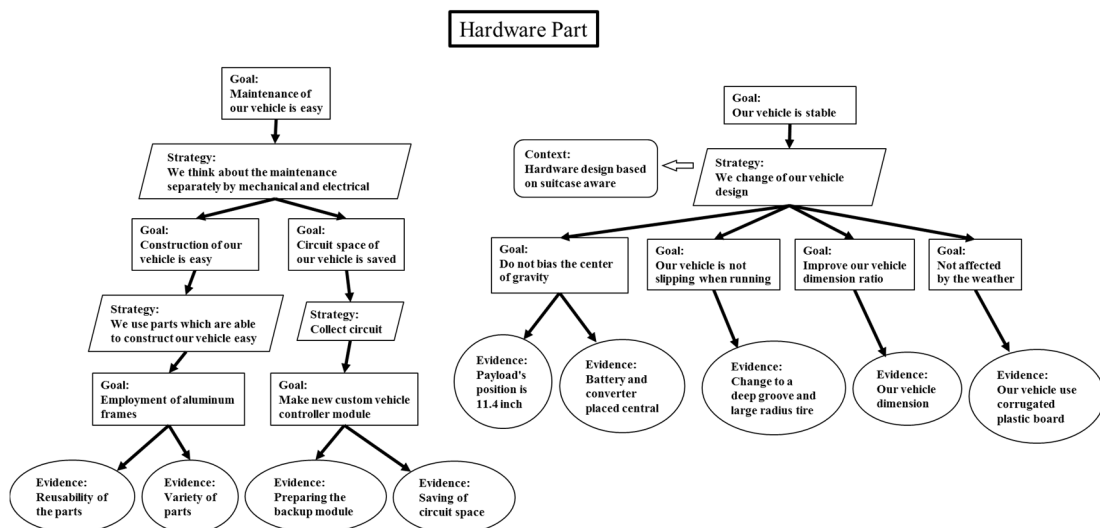 Hardware Part
Goal:
Maintenance of
our vehicle is easy
Strategy:
We think about the maintenance
separately by mechanical and electrical
Goal:
Construction of our
vehicle is easy
Goal:
Circuit space of
our vehicle is saved
Strategy:
We use parts which are able
to construct our vehicle easy
Strategy:
Collect circuit
Goal:
Employment of aluminum
frames
Goal:
Make new custom vehicle
controller module
Evidence:
Reusability of
the parts
Evidence:
Variety of
parts
Evidence:
Preparing the
backup module
Evidence:
Saving of
circuit space
Goal:
Our vehicle is stable
Context:
Hardware design based
on suitcase aware
Strategy:
We change of our vehicle
design
Goal:
Do not bias the center
of gravity
Goal:
Our vehicle is not
slipping when running
Goal:
Improve our vehicle
dimension ratio
Goal:
Not affected
by the weather
Evidence:
Payload's
position is
11.4 inch
Evidence:
Battery and
converter
placed central
Evidence:
Change to a
deep groove and
large radius tire
Evidence:
Our vehicle
dimension
Evidence:
Our vehicle use
corrugated
plastic board